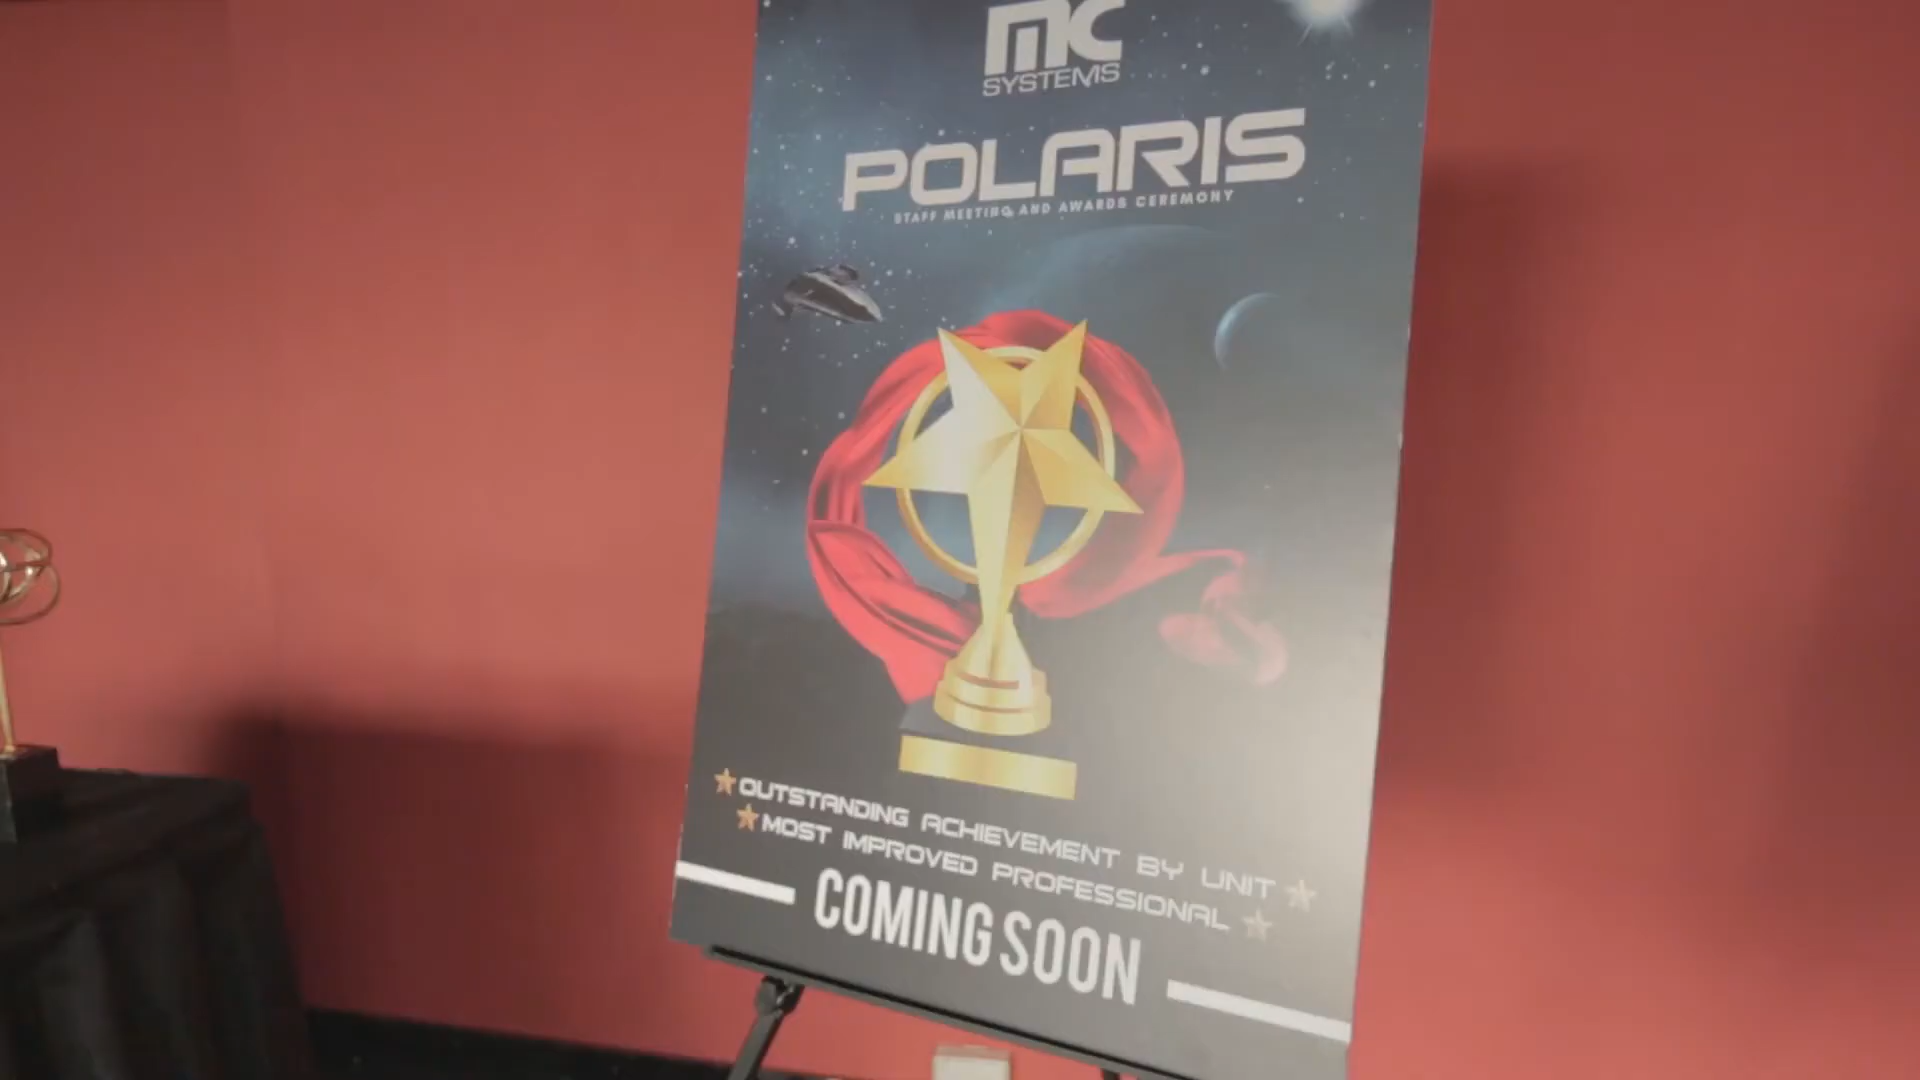 MC
SYSTEMS
POLARIS
STAFF MEETING AND AWARDS CEREMONY
OUTSTANDING ACHIEVEMENT BY UNIT
MOST IMPROVED PROFESSIONAL
COMING SOON